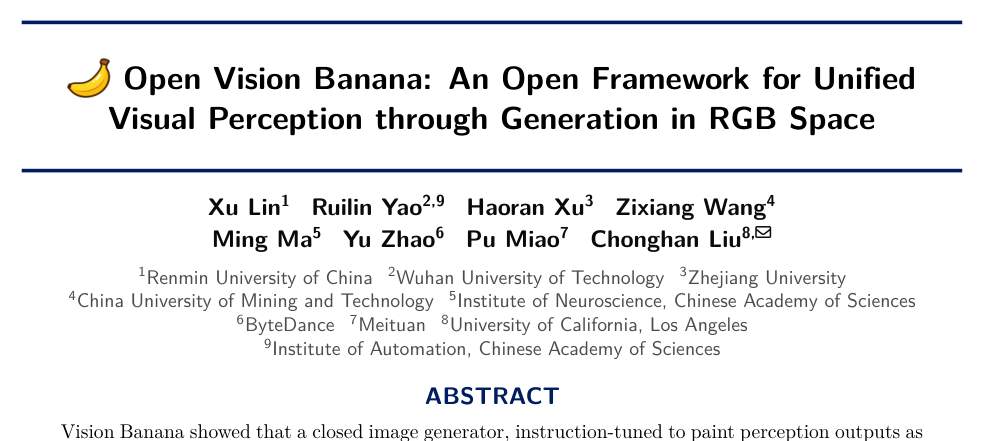 Open Vision Banana: An Open Framework for Unified
Visual Perception through Generation in RGB Space
Xu Lin1 Ruilin Yao2,9 Haoran Xu3 Zixiang Wang4
Ming Ma5 Yu Zhao6 Pu Miao7 Chonghan Liu8,✉
1Renmin University of China 2Wuhan University of Technology 3Zhejiang University
4China University of Mining and Technology 5Institute of Neuroscience, Chinese Academy of Sciences
6ByteDance 7Meituan 8University of California, Los Angeles
9Institute of Automation, Chinese Academy of Sciences
ABSTRACT
Vision Banana showed that a closed image generator, instruction-tuned to paint perception outputs as